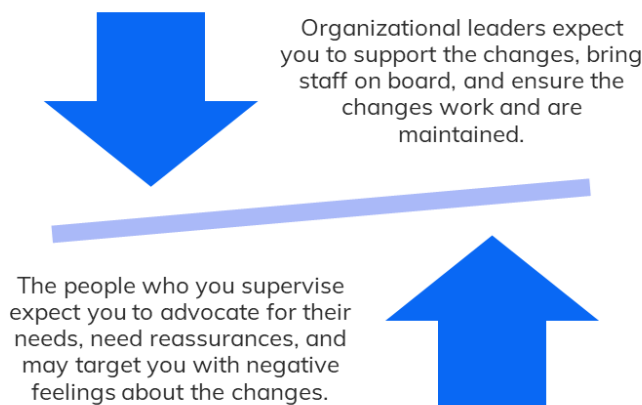 Organizational leaders expect
you to support the changes, bring
staff on board, and ensure the
changes work and are
maintained.
The people who you supervise
expect you to advocate for their
needs, need reassurances, and
may target you with negative
feelings about the changes.